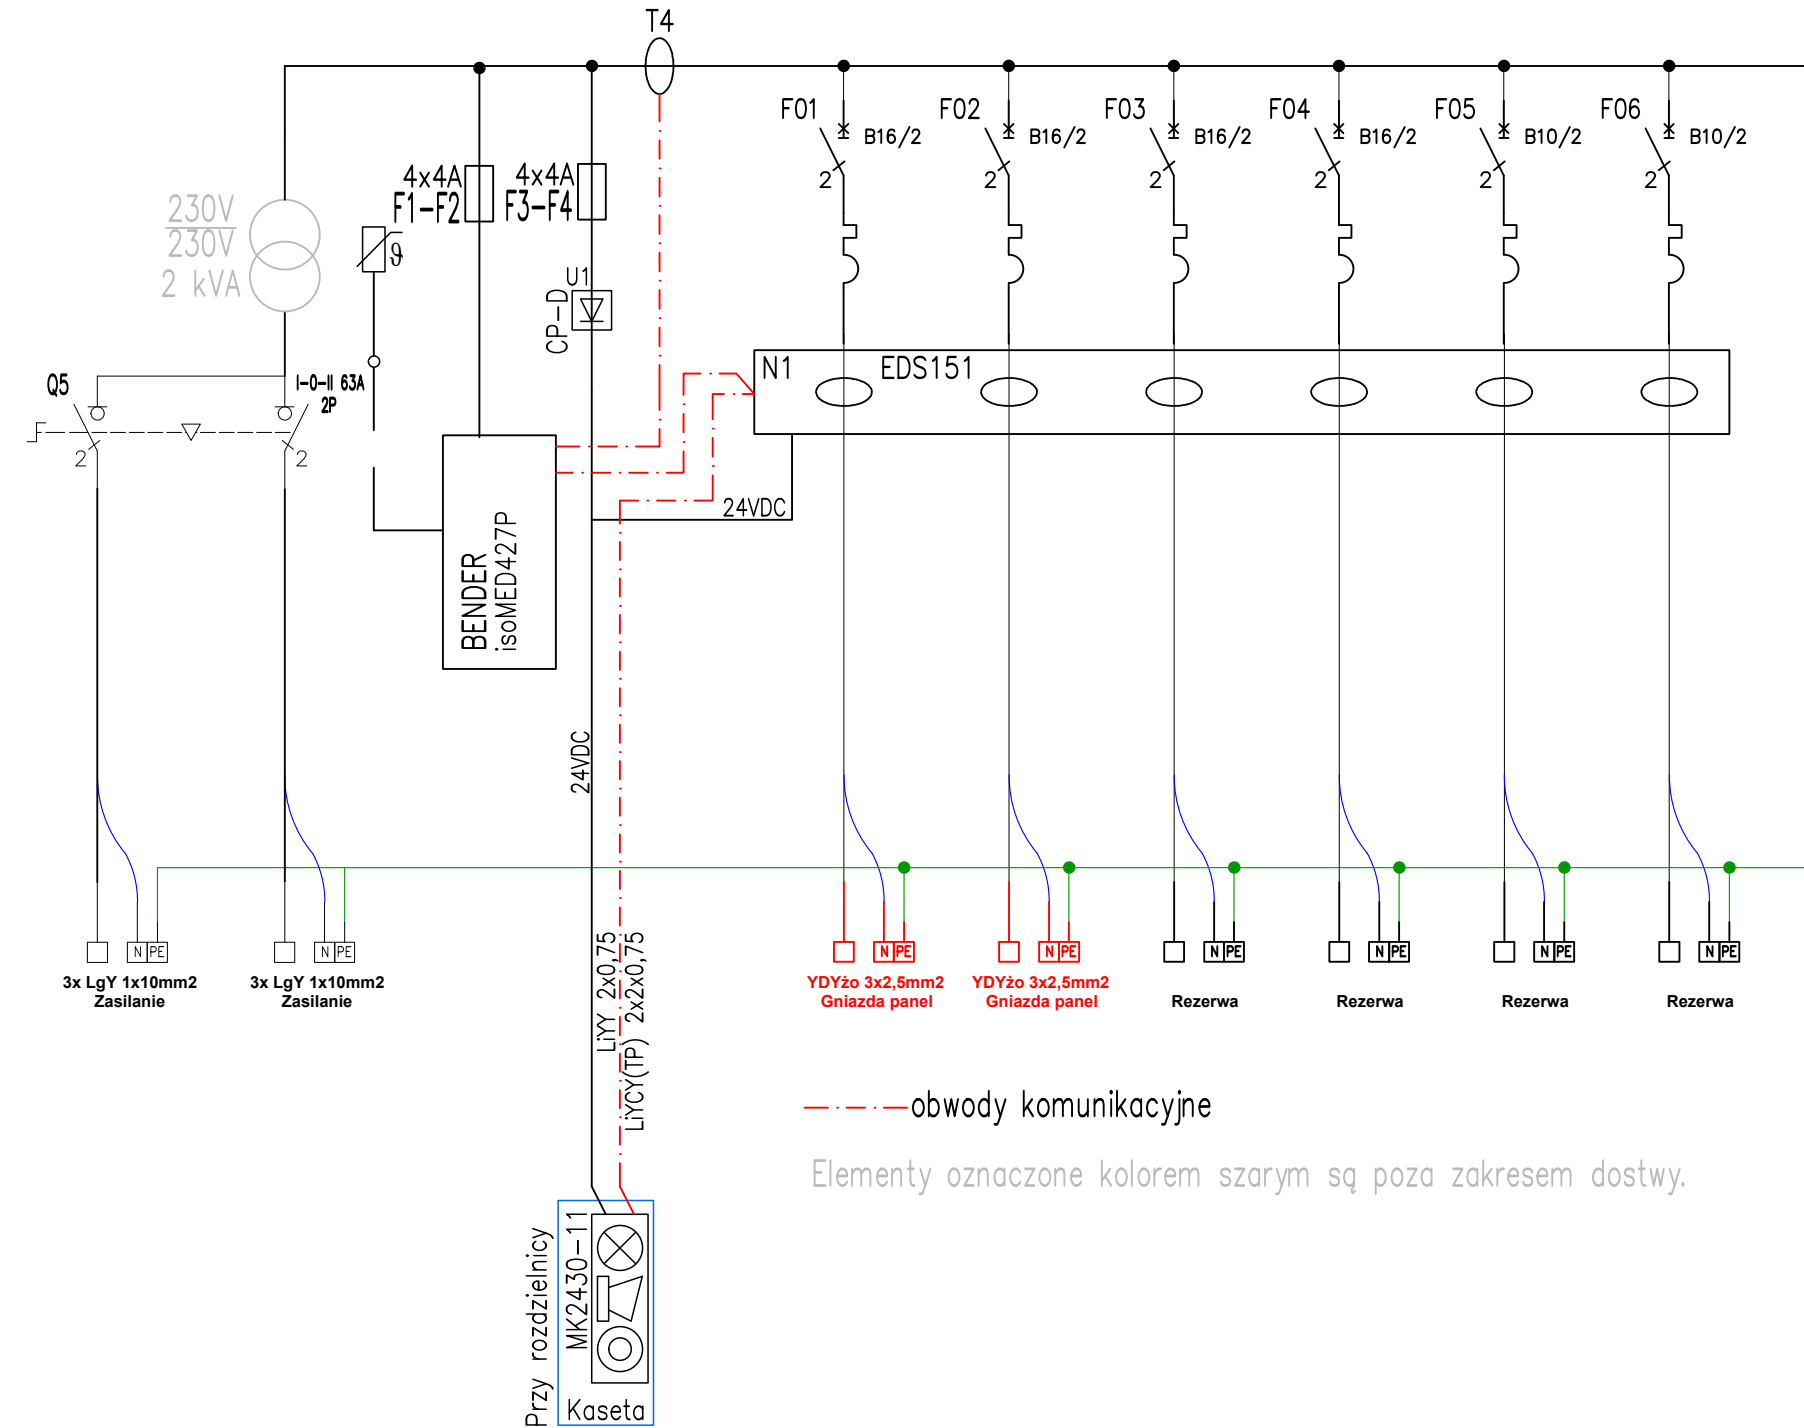 T4
F01
B16/2
2
F02
B16/2
2
F03
B16/2
2
F04
B16/2
2
F05
B10/2
2
F06
B10/2
2
4x4A
F1-F2
4x4A
F3-F4
230V
230V
2 kVA
ϑ
U1
CP-D
N1
EDS151
Q5
I-0-II 63A
2P
2
2
24VDC
BENDER
isoMED427P
24VDC
N PE
3x LgY 1x10mm2
Zasilanie
N PE
3x LgY 1x10mm2
Zasilanie
LiYY 2x0,75
LiYCY(TP) 2x2x0,75
N PE
YDYżo 3x2,5mm2
Gniazda panel
N PE
YDYżo 3x2,5mm2
Gniazda panel
N PE
Rezerwa
N PE
Rezerwa
N PE
Rezerwa
N PE
Rezerwa
obwody komunikacyjne
Elementy oznaczone kolorem szarym są poza zakresem dostwy.
Przy rozdzielnicy
MK2430-11
Kaseta